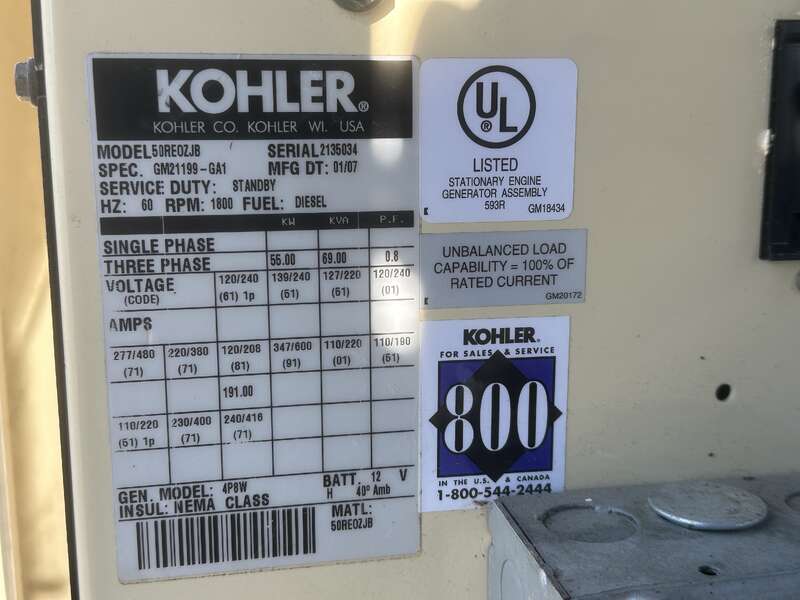 KOHLER®
KOHLER CO. KOHLER WI. USA
MODEL 50REOZJB SERIAL 2135034
SPEC. GM21199-GA1 MFG DT: 01/07
SERVICE DUTY: STANDBY
HZ: 60 RPM: 1800 FUEL: DIESEL
KW KVA P.F.
SINGLE PHASE
THREE PHASE 55.00 69.00 0.8
VOLTAGE 120/240 139/240 127/220 120/240
(CODE) (61) 1p (51) (51) (01)
AMPS
277/480 220/380 120/208 347/600 110/220 110/190
(71) (71) (81) (91) (01) (51)
191.00
110/220 230/400 240/416
(51) 1p (71) (71)
GEN. MODEL: 4P8W BATT. 12 V
INSUL: NEMA CLASS H 40° Amb
MATL:
50REOZJB
UL®
LISTED
STATIONARY ENGINE
GENERATOR ASSEMBLY
593R
GM18434
UNBALANCED LOAD
CAPABILITY = 100% OF
RATED CURRENT
GM20172
KOHLER®
FOR SALES & SERVICE
800
IN THE U.S. & CANADA
1-800-544-2444